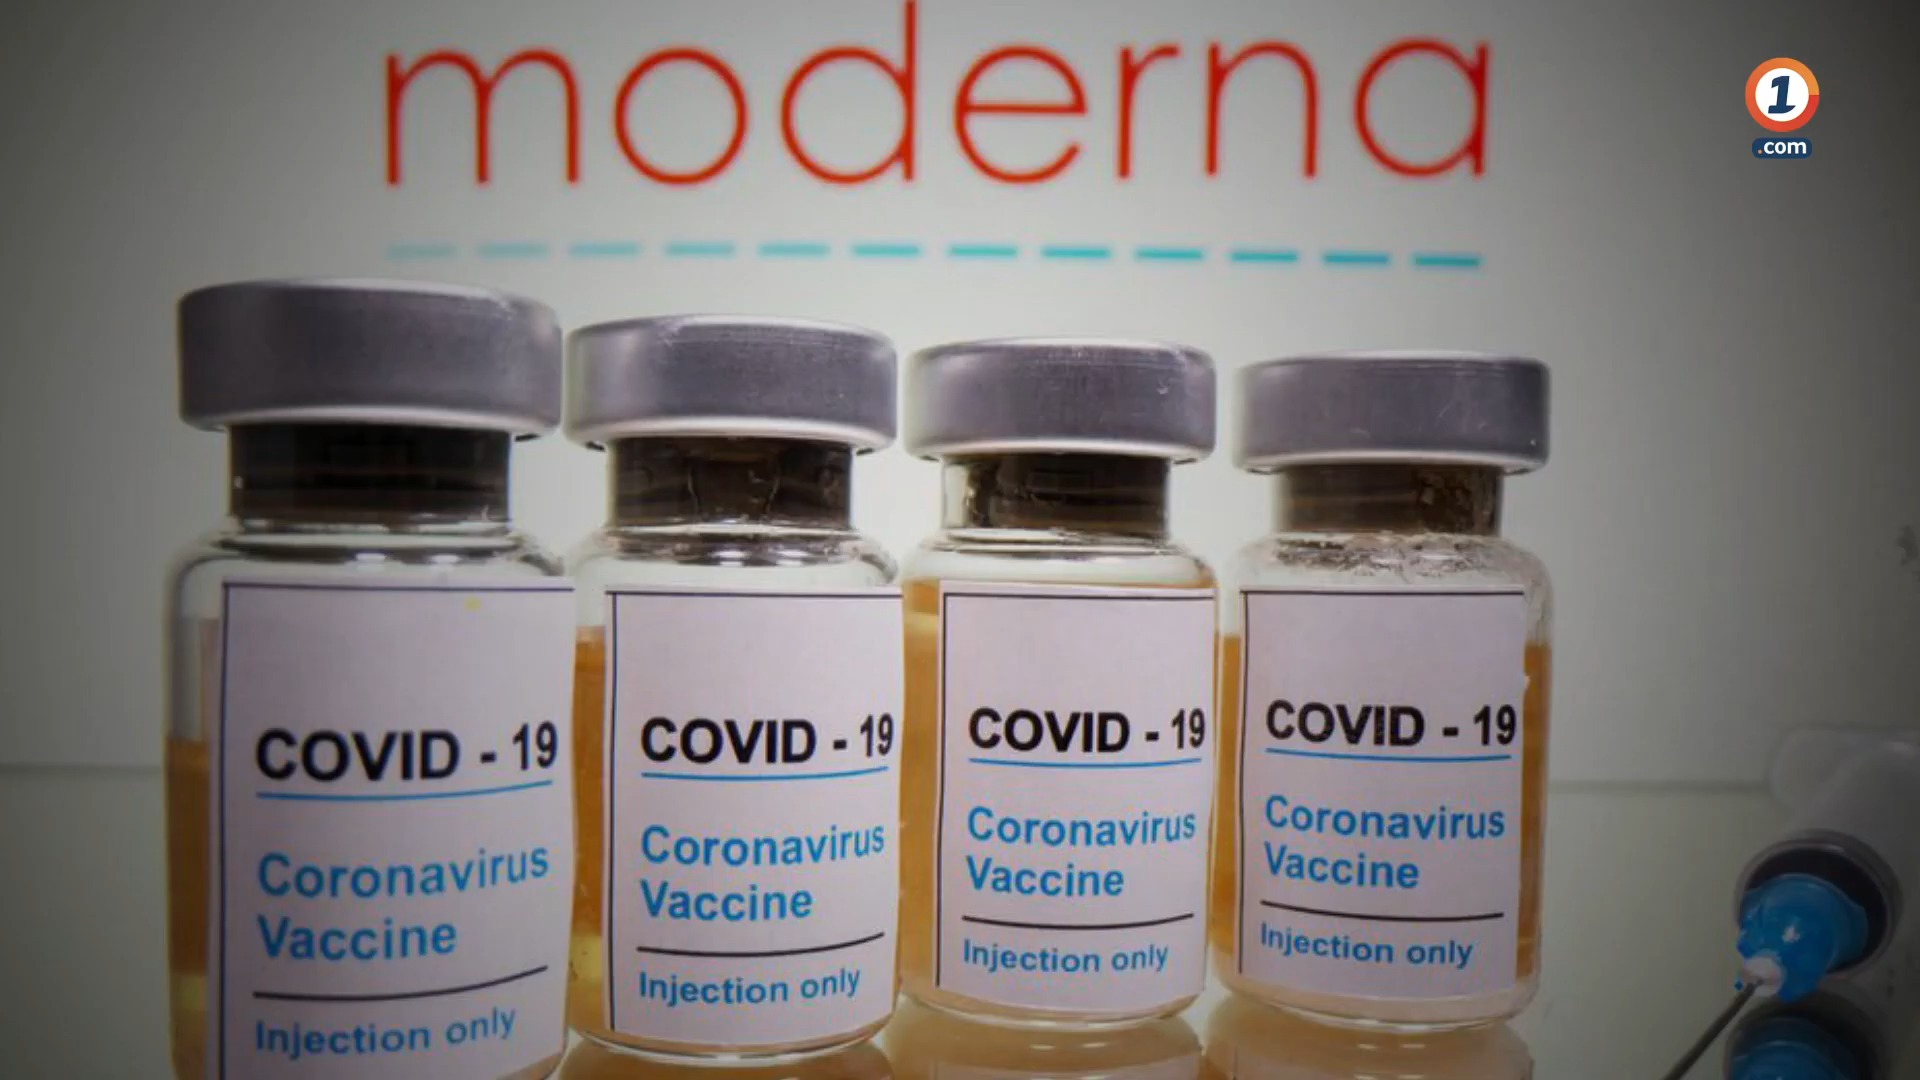 moderna
1
.com
COVID - 19
Coronavirus
Vaccine
Injection only
COVID - 19
Coronavirus
Vaccine
Injection only
COVID - 19
Coronavirus
Vaccine
Injection only
COVID - 19
Coronavirus
Vaccine
Injection only